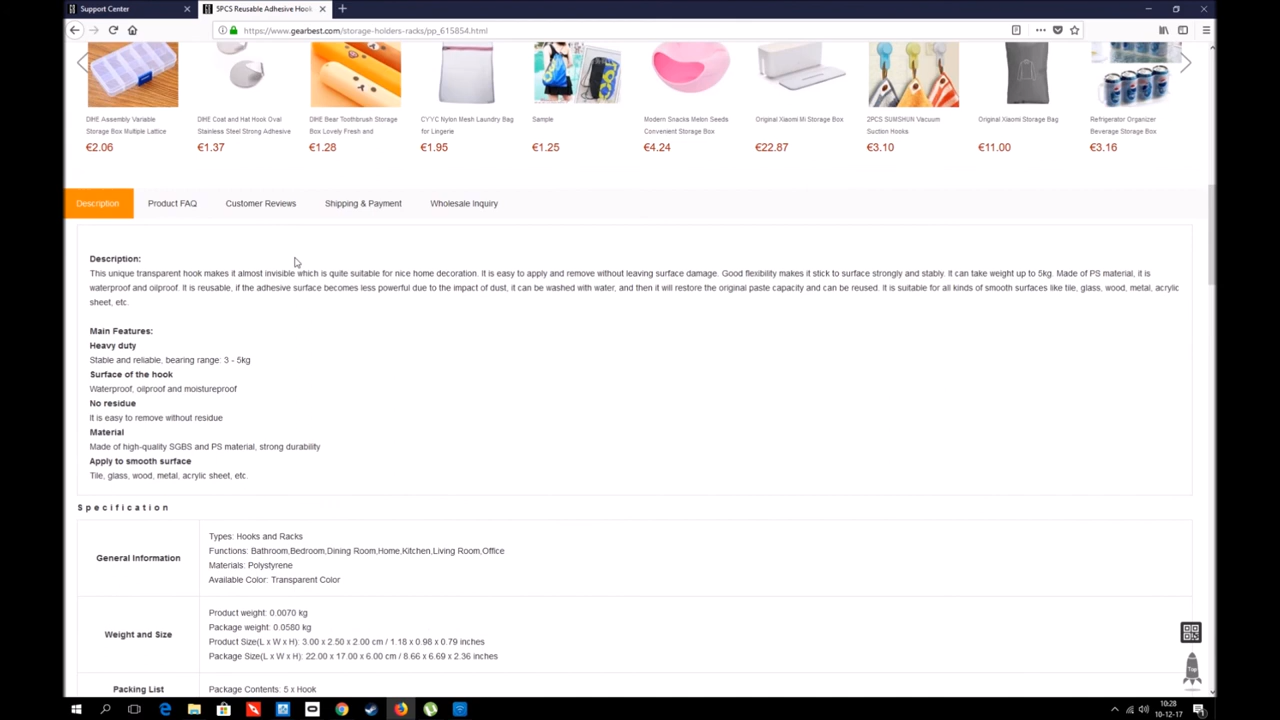 Support Center
5PCS Reusable Adhesive Hook
https://www.gearbest.com/storage-holders-racks/pp_615854.html
DIHE Assembly Variable
Storage Box Multiple Lattice
€2.06
DIHE Coat and Hat Hook Oval
Stainless Steel Strong Adhesive
€1.37
DIHE Bear Toothbrush Storage
Box Lovely Fresh and
€1.28
CYYC Nylon Mesh Laundry Bag
for Lingerie
€1.95
Sample
€1.25
Modern Snacks Melon Seeds
Convenient Storage Box
€4.24
Original Xiaomi Mi Storage Box
€22.87
2PCS SUMSHUN Vacuum
Suction Hooks
€3.10
Original Xiaomi Storage Bag
€11.00
Refrigerator Organizer
Beverage Storage Box
€3.16
Description
Product FAQ
Customer Reviews
Shipping & Payment
Wholesale Inquiry
Description:
This unique transparent hook makes it almost invisible which is quite suitable for nice home decoration. It is easy to apply and remove without leaving surface damage. Good flexibility makes it stick to surface strongly and stably. It can take weight up to 5kg. Made of PS material, it is
waterproof and oilproof. It is reusable, if the adhesive surface becomes less powerful due to the impact of dust, it can be washed with water, and then it will restore the original paste capacity and can be reused. It is suitable for all kinds of smooth surfaces like tile, glass, wood, metal, acrylic
sheet, etc.
Main Features:
Heavy duty
Stable and reliable, bearing range: 3 - 5kg
Surface of the hook
Waterproof, oilproof and moistureproof
No residue
It is easy to remove without residue
Material
Made of high-quality SGBS and PS material, strong durability
Apply to smooth surface
Tile, glass, wood, metal, acrylic sheet, etc.
Specification
General Information
Types: Hooks and Racks
Functions: Bathroom,Bedroom,Dining Room,Home,Kitchen,Living Room,Office
Materials: Polystyrene
Available Color: Transparent Color
Weight and Size
Product weight: 0.0070 kg
Package weight: 0.0580 kg
Product Size(L x W x H): 3.00 x 2.50 x 2.00 cm / 1.18 x 0.98 x 0.79 inches
Package Size(L x W x H): 22.00 x 17.00 x 6.00 cm / 8.66 x 6.69 x 2.36 inches
Packing List
Package Contents: 5 x Hook
Top
10:28
10-12-17